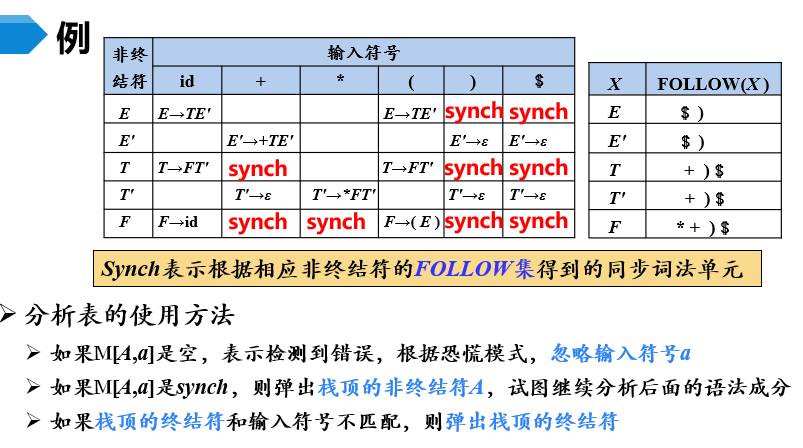 例
非终结符 输入符号
id + * ( ) $
E E→TE′ E→TE′ synch synch
E′ E′→+TE′ E′→ε E′→ε
T T→FT′ synch T→FT′ synch synch
T′ T′→ε T′→*FT′ T′→ε T′→ε
F F→id synch synch F→( E ) synch synch
X FOLLOW(X )
E $ )
E′ $ )
T + ) $
T′ + ) $
F * + ) $
Synch表示根据相应非终结符的FOLLOW集得到的同步词法单元
分析表的使用方法
如果M[A,a]是空，表示检测到错误，根据恐慌模式，忽略输入符号a
如果M[A,a]是synch，则弹出栈顶的非终结符A，试图继续分析后面的语法成分
如果栈顶的终结符和输入符号不匹配，则弹出栈顶的终结符